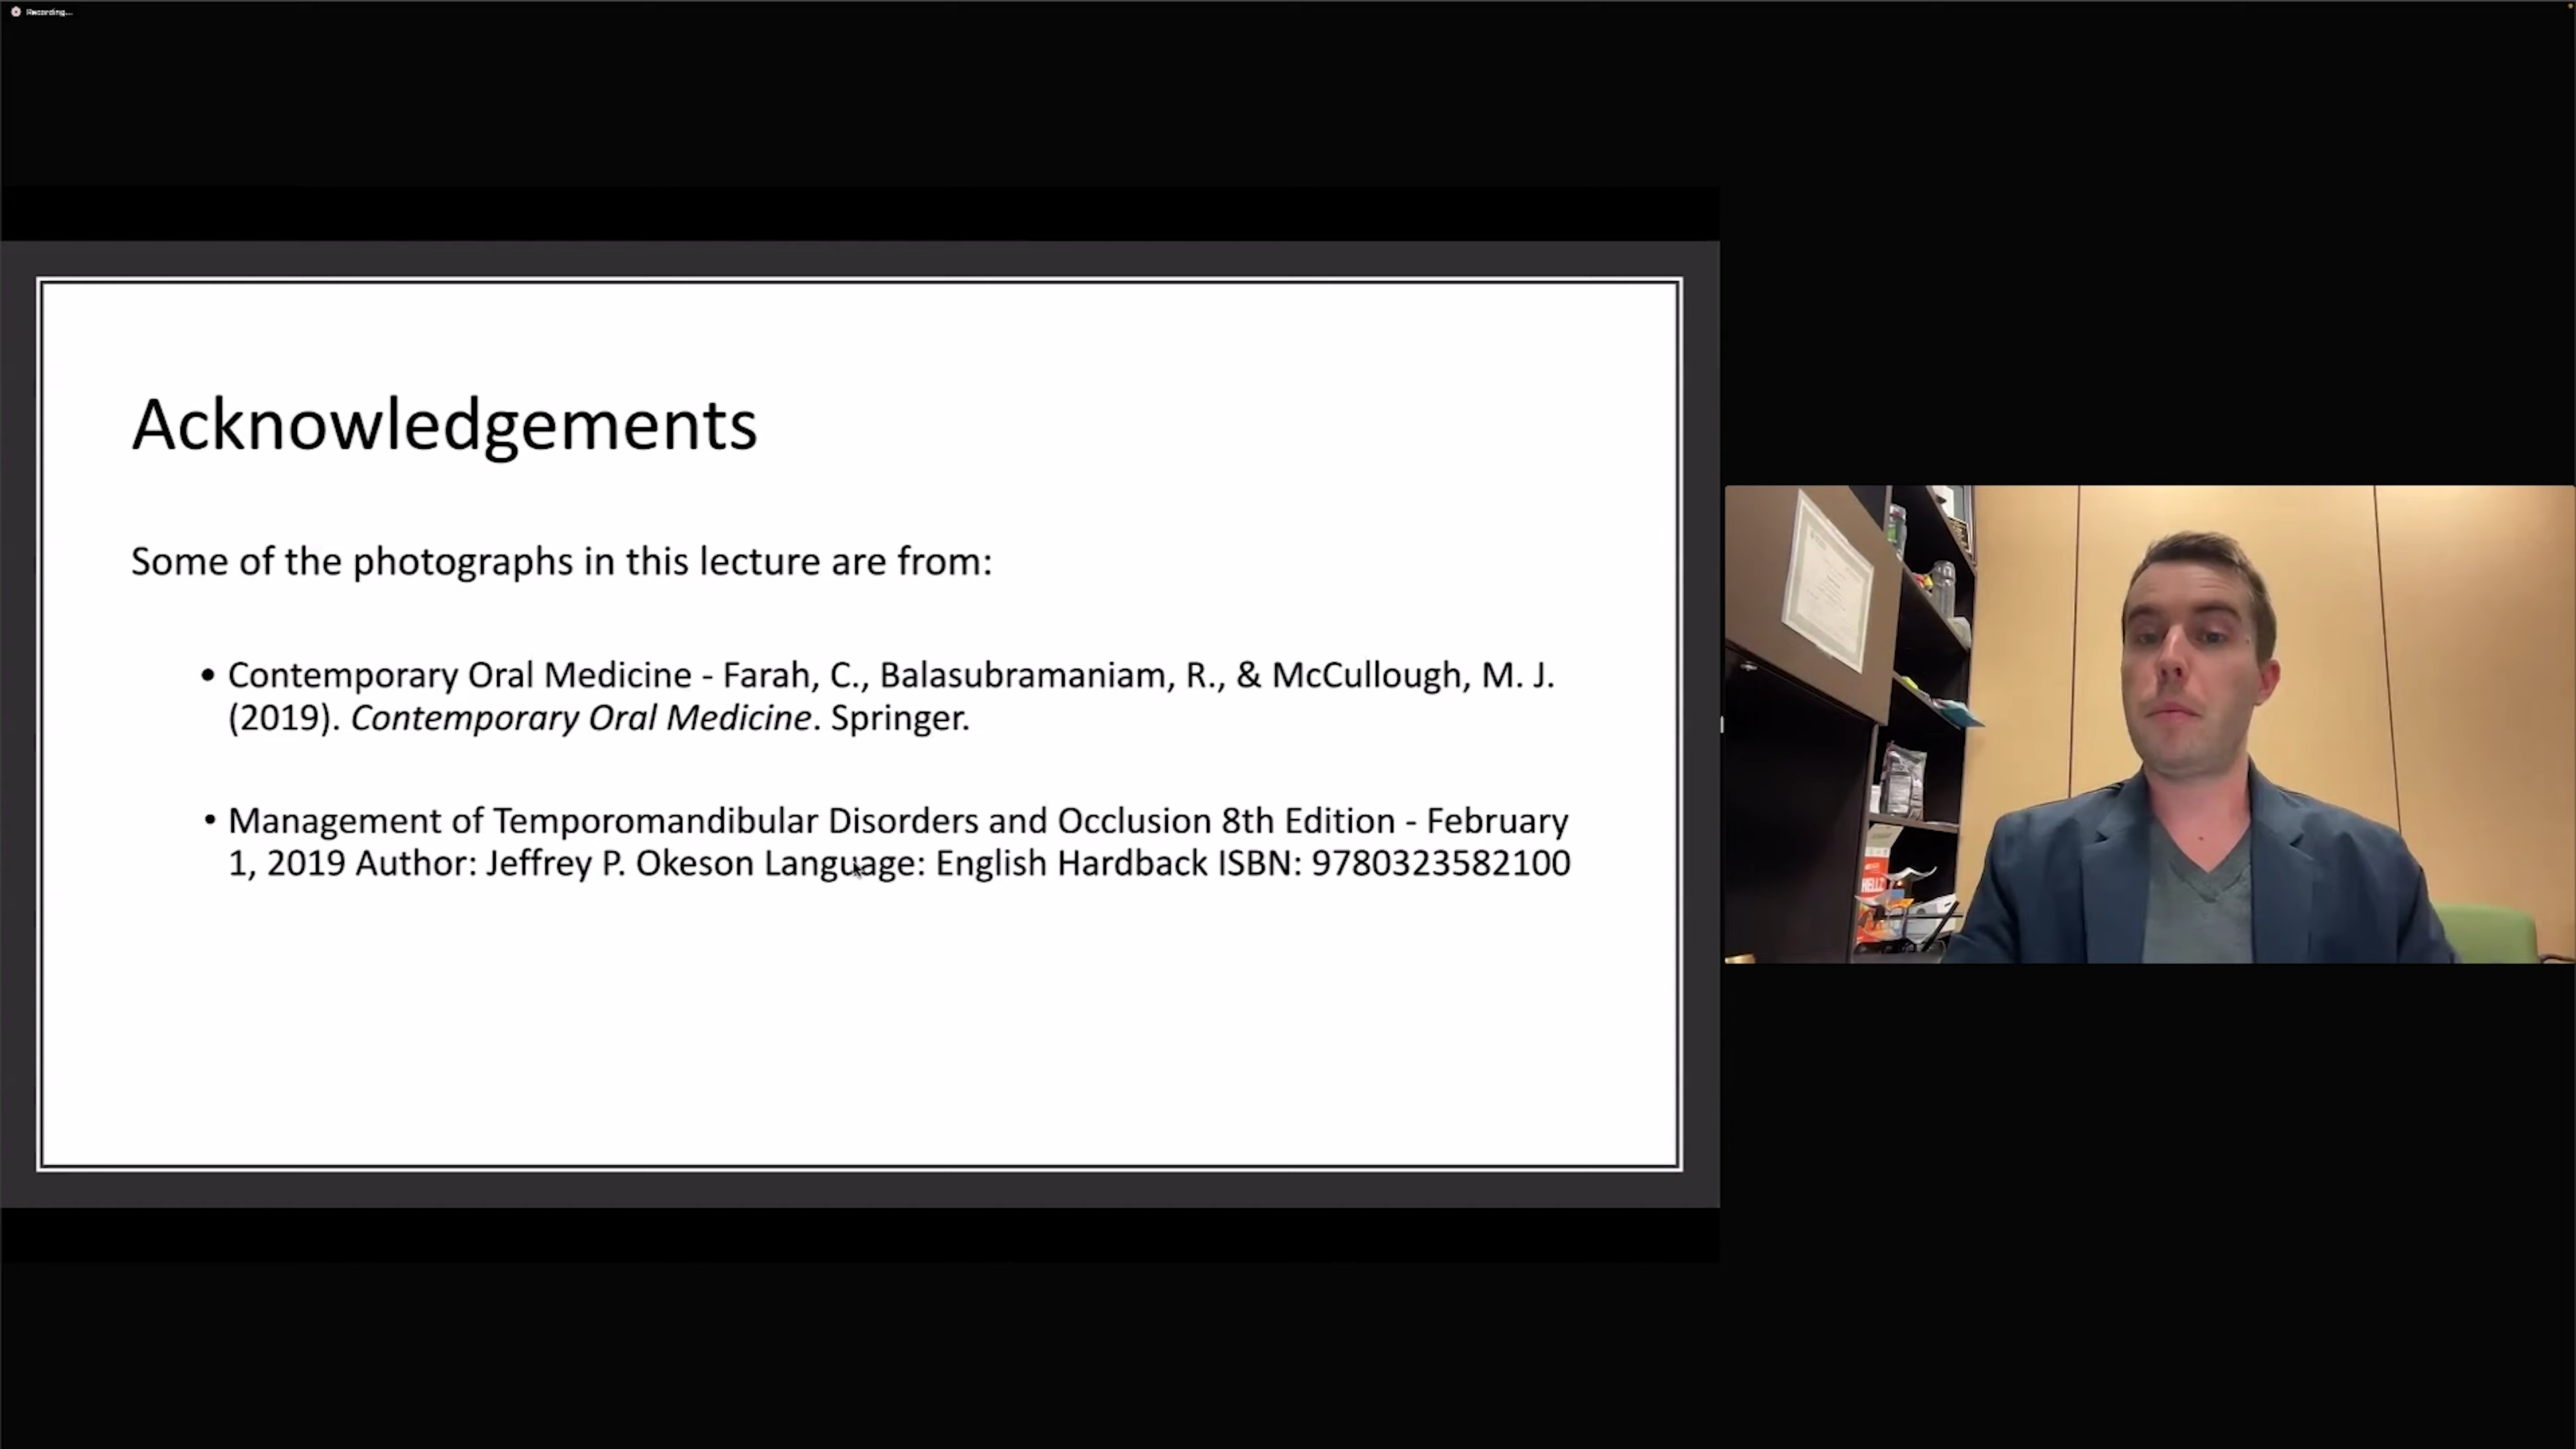 Recording...
Acknowledgements
Some of the photographs in this lecture are from:
• Contemporary Oral Medicine - Farah, C., Balasubramaniam, R., & McCullough, M. J.
(2019). Contemporary Oral Medicine. Springer.
• Management of Temporomandibular Disorders and Occlusion 8th Edition - February
1, 2019 Author: Jeffrey P. Okeson Language: English Hardback ISBN: 9780323582100